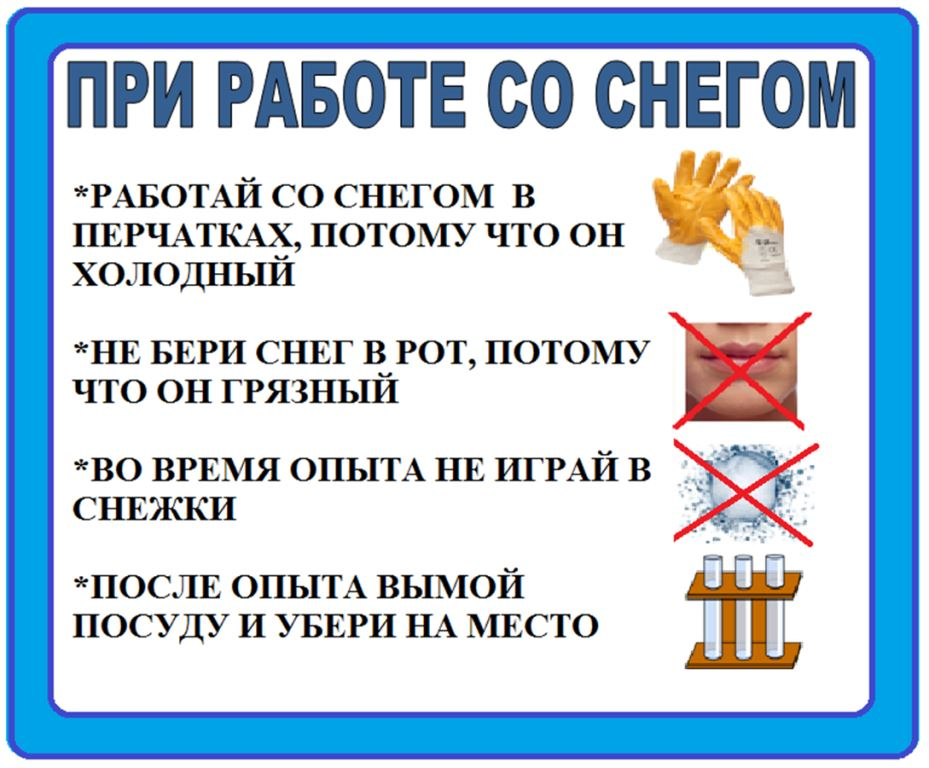 ПРИ РАБОТЕ СО СНЕГОМ
*РАБОТАЙ СО СНЕГОМ В
ПЕРЧАТКАХ, ПОТОМУ ЧТО ОН
ХОЛОДНЫЙ
*НЕ БЕРИ СНЕГ В РОТ, ПОТОМУ
ЧТО ОН ГРЯЗНЫЙ
*ВО ВРЕМЯ ОПЫТА НЕ ИГРАЙ В
СНЕЖКИ
*ПОСЛЕ ОПЫТА ВЫМОЙ
ПОСУДУ И УБЕРИ НА МЕСТО